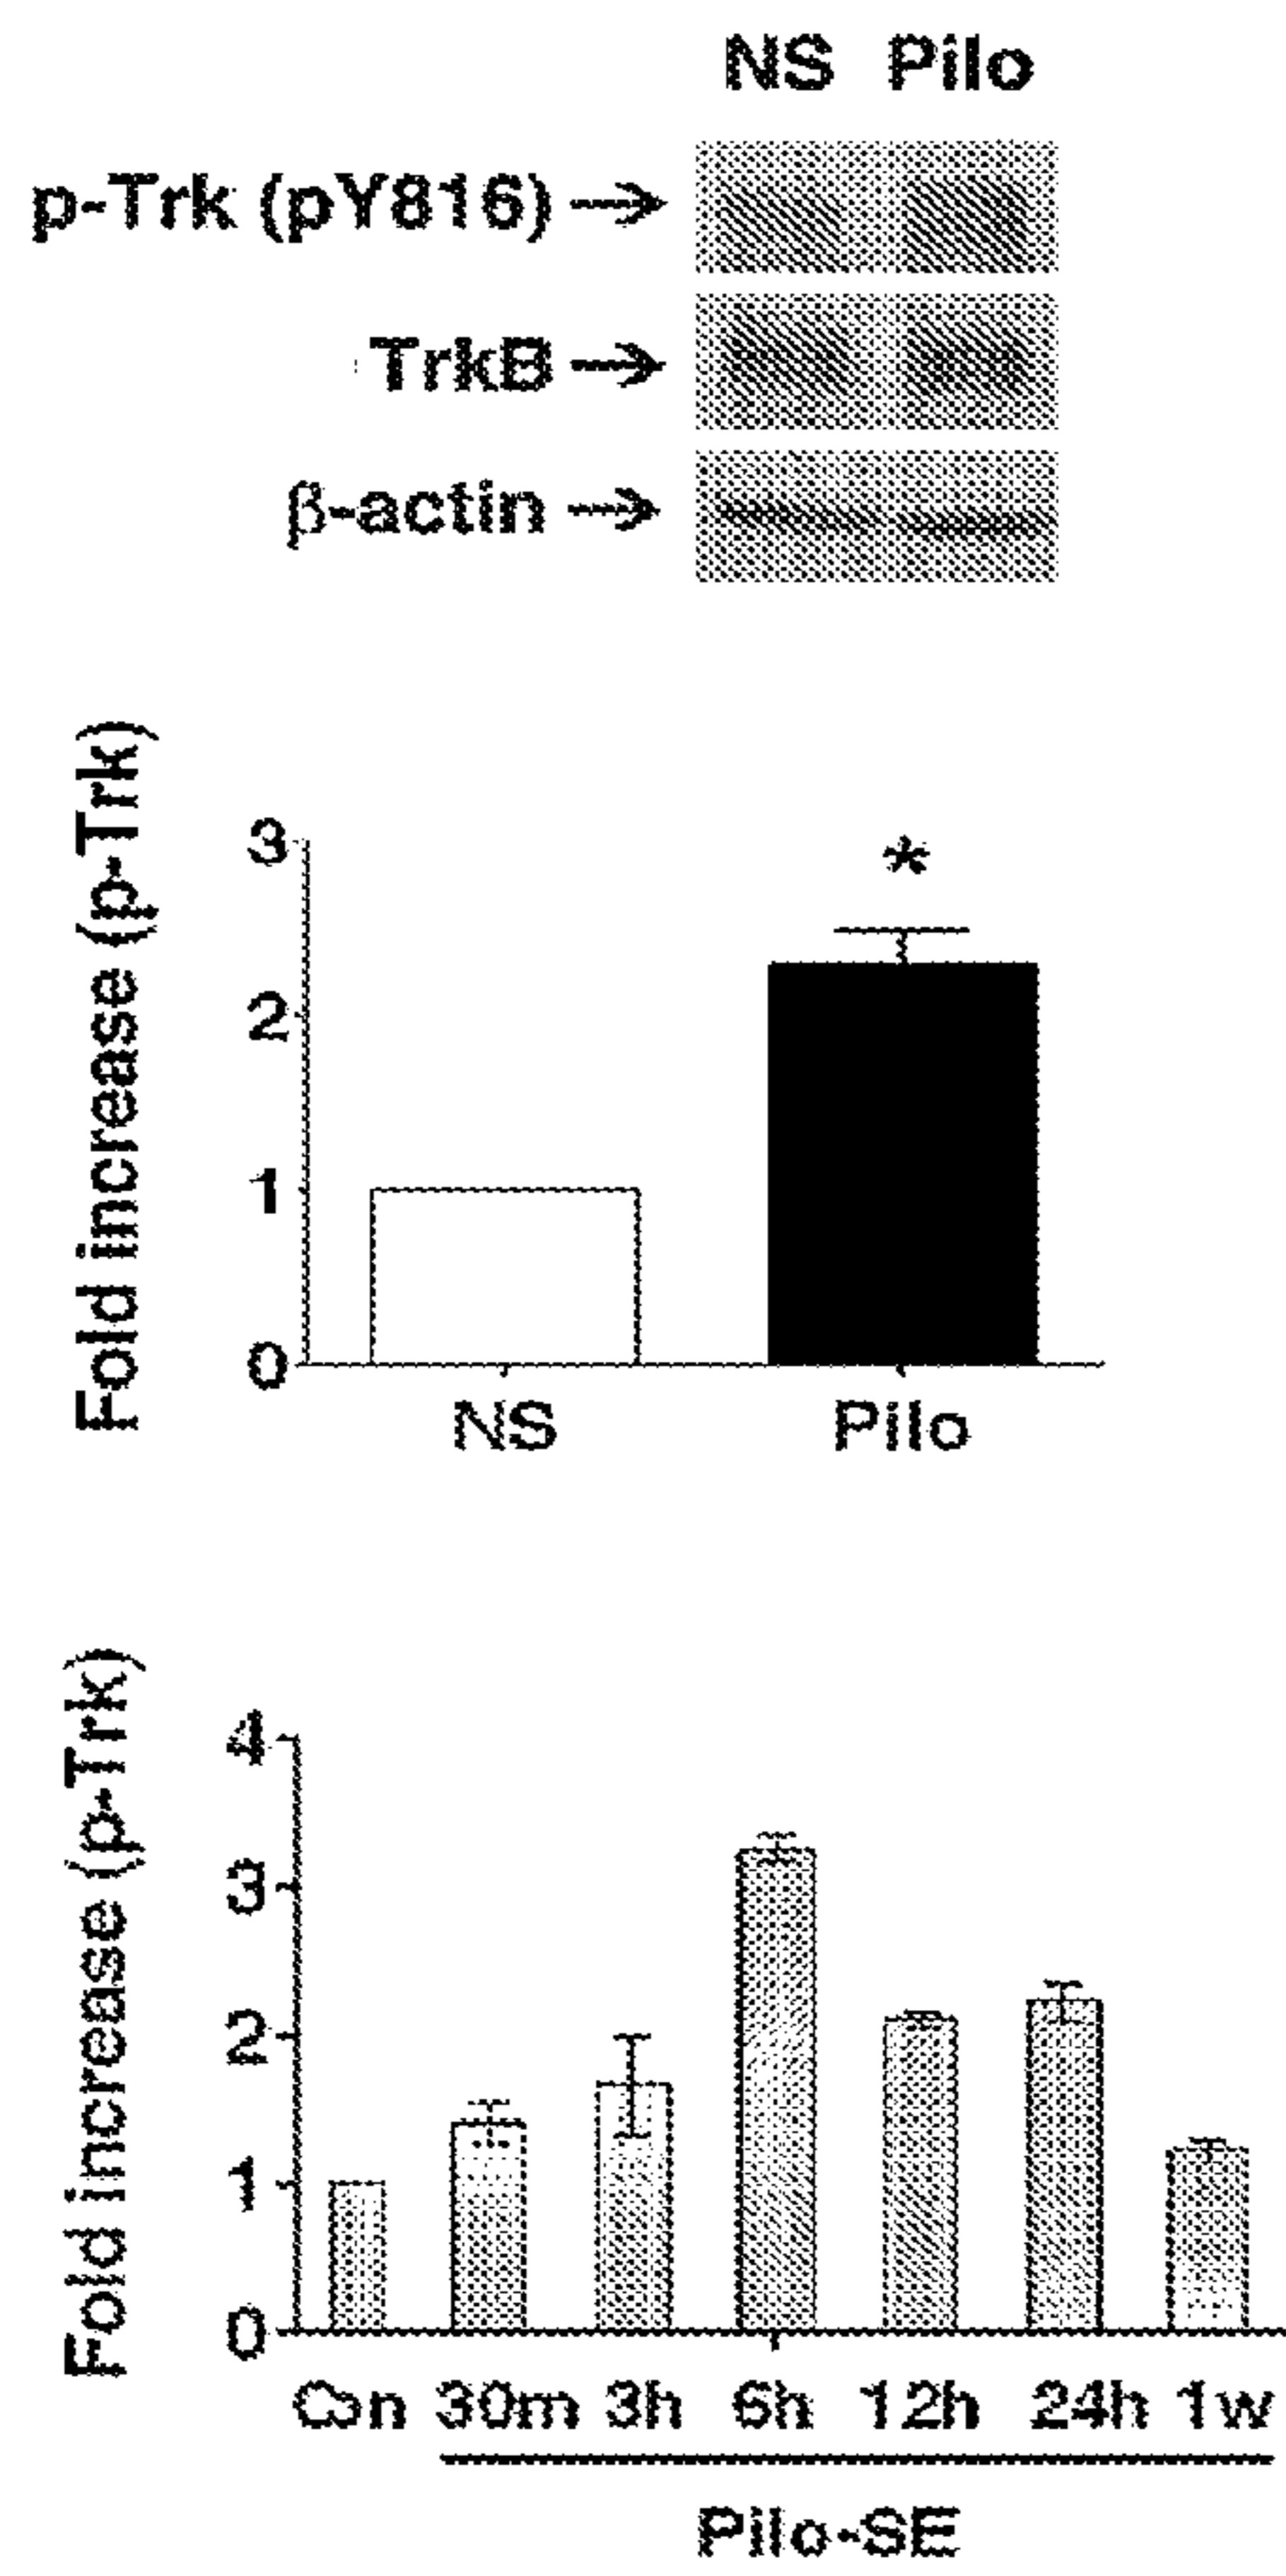 NS Pilo
p-Trk (pY816) →
TrkB →
β-actin →
Fold increase (p-Trk)
3
*
2
1
0
NS Pilo
Fold increase (p-Trk)
4
3
2
1
0
Con 30m 3h 6h 12h 24h 1w
Pilo-SE